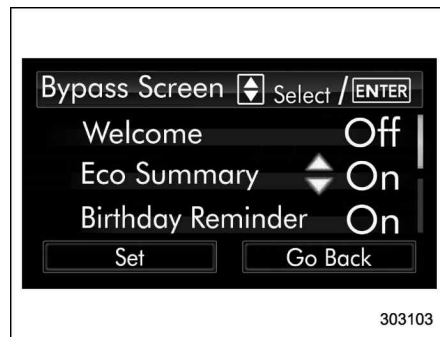 Bypass Screen Select / ENTER
Welcome Off
Eco Summary On
Birthday Reminder On
Set Go Back
303103